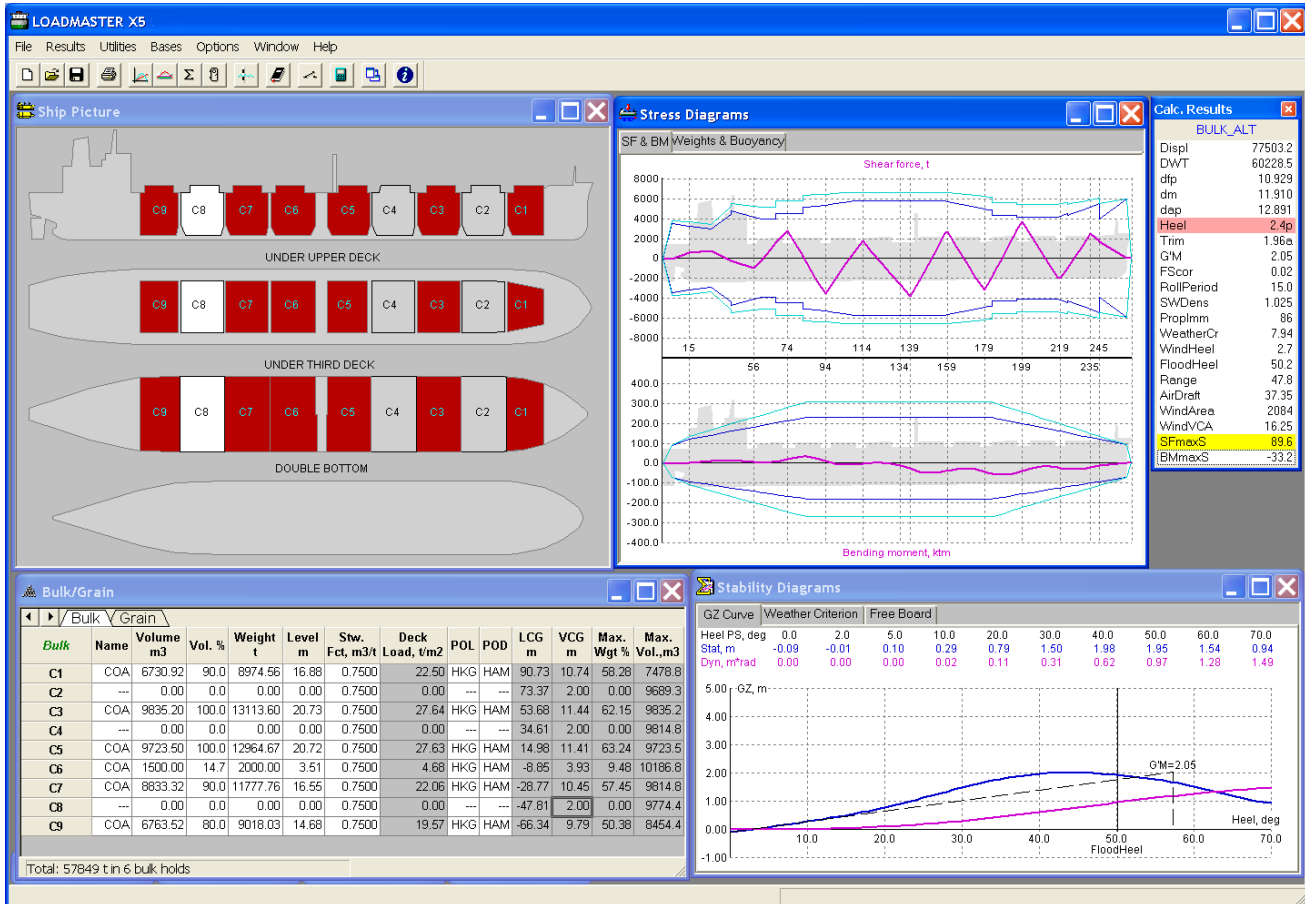 LOADMASTER X5
File Results Utilities Bases Options Window Help
Ship Picture
C9 C8 C7 C6 C5 C4 C3 C2 C1
UNDER UPPER DECK
C9 C8 C7 C6 C5 C4 C3 C2 C1
UNDER THIRD DECK
C9 C8 C7 C6 C5 C4 C3 C2 C1
DOUBLE BOTTOM
Stress Diagrams
SF & BM Weights & Buoyancy
Shear force, t
8000
6000
4000
2000
0
-2000
-4000
-6000
-8000
15 74 114 139 179 219 245
56 94 134 159 199 235
400.0
300.0
200.0
100.0
0.0
-100.0
-200.0
-300.0
-400.0
Bending moment, ktm
Calc. Results
BULK_ALT
Displ 77503.2
DWT 60228.5
dfp 10.929
dm 11.910
dap 12.891
Heel 2.4p
Trim 1.96a
G'M 2.05
FScor 0.02
RollPeriod 15.0
SWDens 1.025
PropImm 86
WeatherCr 7.94
WindHeel 2.7
FloodHeel 50.2
Range 47.8
AirDraft 37.35
WindArea 2084
WindVCA 16.25
SFmaxS 89.6
BMmaxS -33.2
Bulk/Grain
Bulk Grain
Bulk Name Volume m3 Vol. % Weight t Level m Stw. Fct, m3/t Deck Load, t/m2 POL POD LCG m VCG m Max. Wgt % Max. Vol.,m3
C1 COA 6730.92 90.0 8974.56 16.88 0.7500 22.50 HKG HAM 90.73 10.74 58.28 7478.8
C2 --- 0.00 0.0 0.00 0.00 0.7500 0.00 --- --- 73.37 2.00 0.00 9689.3
C3 COA 9835.20 100.0 13113.60 20.73 0.7500 27.64 HKG HAM 53.68 11.44 62.15 9835.2
C4 --- 0.00 0.0 0.00 0.00 0.7500 0.00 --- --- 34.61 2.00 0.00 9814.8
C5 COA 9723.50 100.0 12964.67 20.72 0.7500 27.63 HKG HAM 14.98 11.41 63.24 9723.5
C6 COA 1500.00 14.7 2000.00 3.51 0.7500 4.68 HKG HAM -8.85 3.93 9.48 10186.8
C7 COA 8833.32 90.0 11777.76 16.55 0.7500 22.06 HKG HAM -28.77 10.45 57.45 9814.8
C8 --- 0.00 0.0 0.00 0.00 0.7500 0.00 --- --- -47.81 2.00 0.00 9774.4
C9 COA 6763.52 80.0 9018.03 14.68 0.7500 19.57 HKG HAM -66.34 9.79 50.38 8454.4
Total: 57849 t in 6 bulk holds
Stability Diagrams
GZ Curve Weather Criterion Free Board
Heel PS, deg 0.0 2.0 5.0 10.0 20.0 30.0 40.0 50.0 60.0 70.0
Stat, m -0.09 -0.01 0.10 0.29 0.79 1.50 1.98 1.95 1.54 0.94
Dyn, m*rad 0.00 0.00 0.00 0.02 0.11 0.31 0.62 0.97 1.28 1.49
5.00 GZ, m
4.00
3.00
2.00 G'M=2.05
1.00
0.00 Heel, deg
10.0 20.0 30.0 40.0 50.0 60.0 70.0
FloodHeel
-1.00